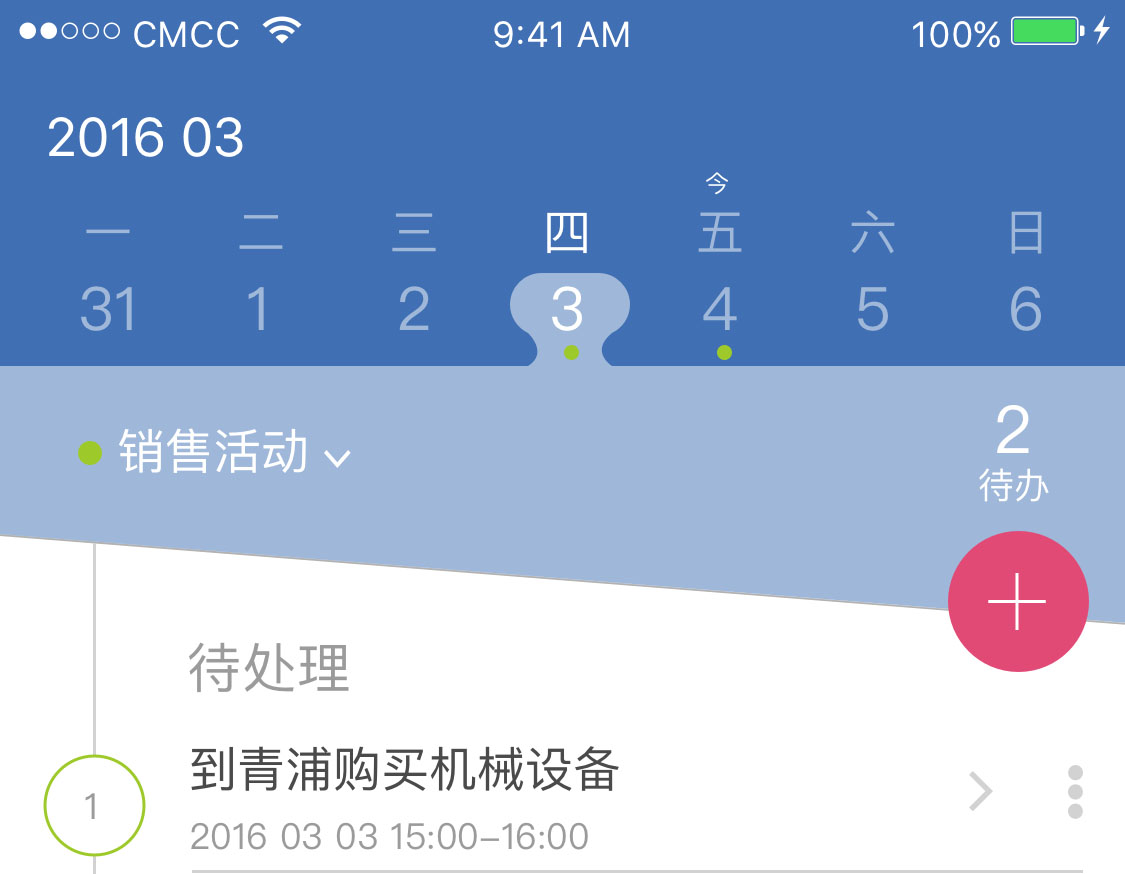 CMCC 9:41 AM 100%
2016 03
今
一 二 三 四 五 六 日
31 1 2 3 4 5 6
销售活动 2
待办
待处理
到青浦购买机械设备
1
2016 03 03 15:00–16:00